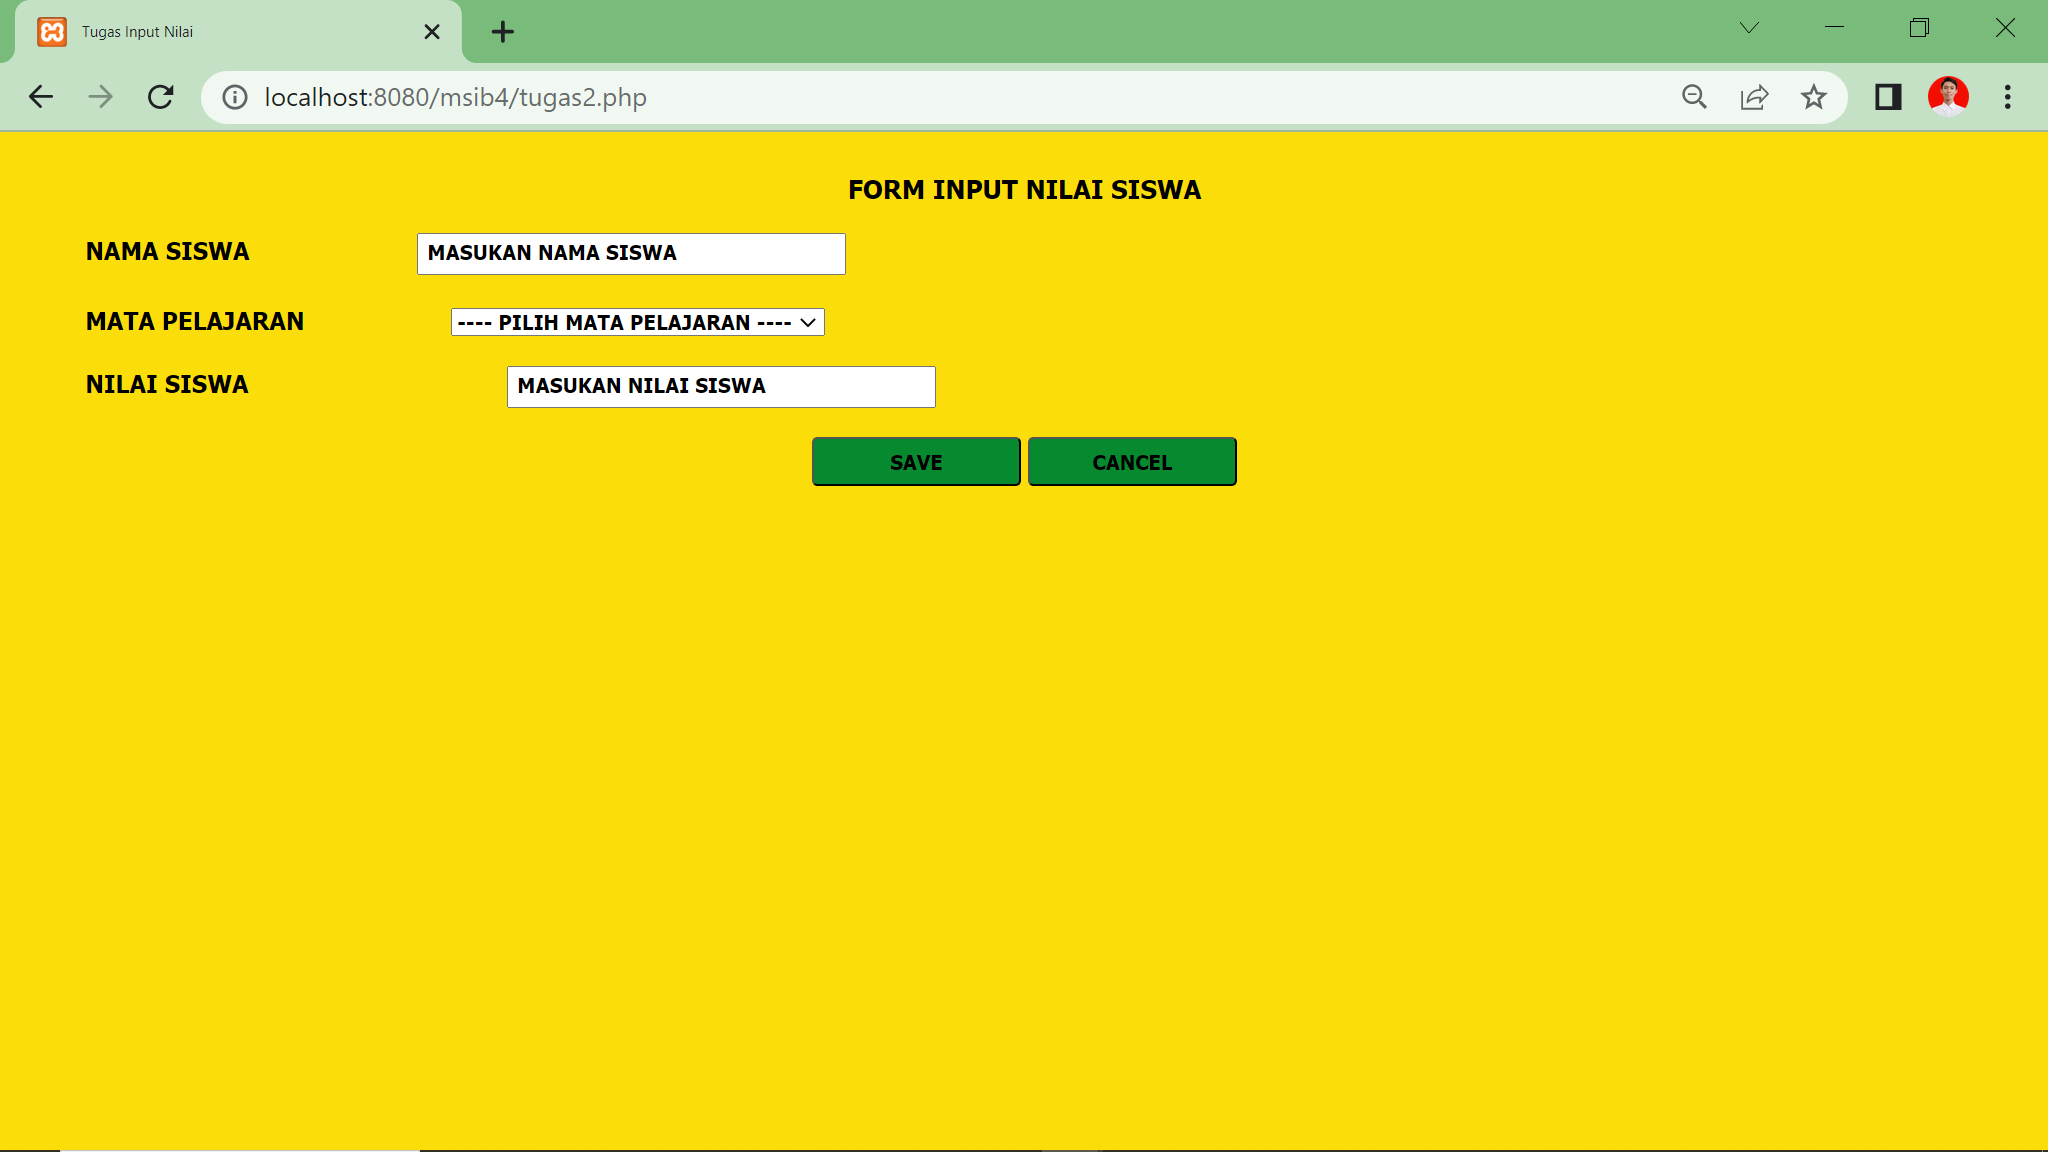 Tugas Input Nilai
localhost:8080/msib4/tugas2.php
FORM INPUT NILAI SISWA
NAMA SISWA MASUKAN NAMA SISWA
MATA PELAJARAN ---- PILIH MATA PELAJARAN ----
NILAI SISWA MASUKAN NILAI SISWA
SAVE CANCEL